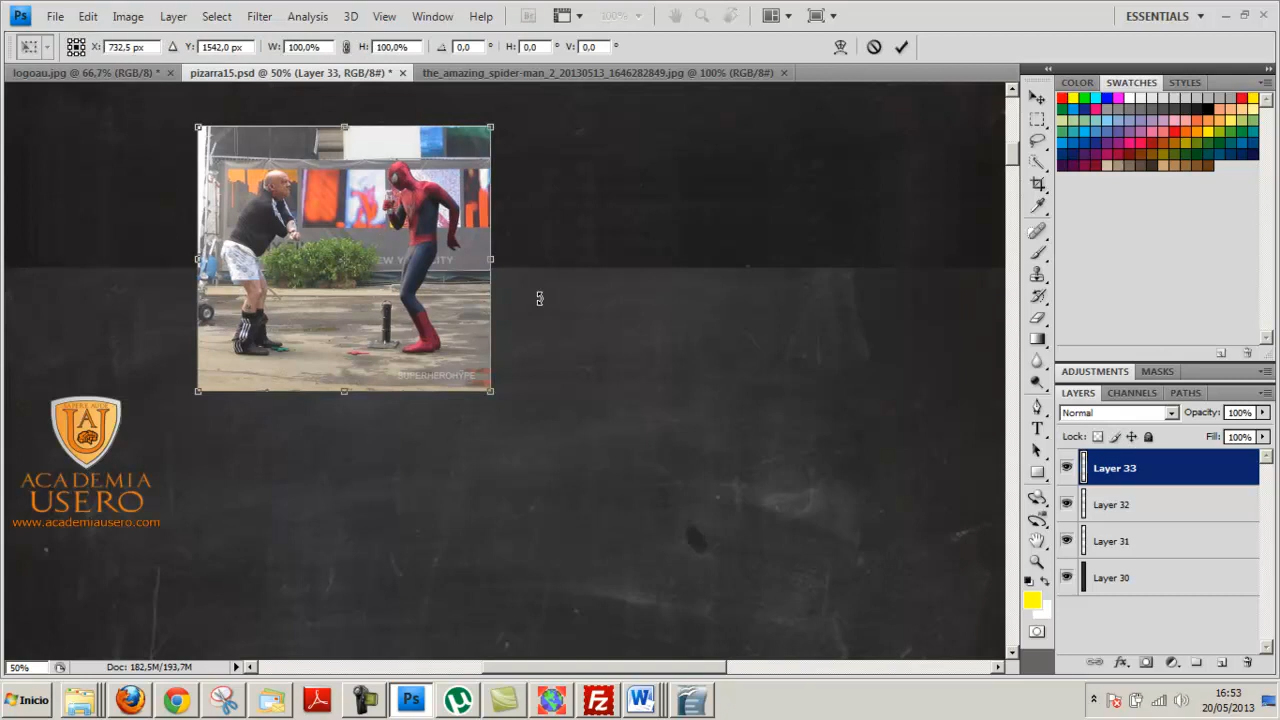 Ps File Edit Image Layer Select Filter Analysis 3D View Window Help Br 100% ESSENTIALS
X: 732,5 px Y: 1542,0 px W: 100,0% H: 100,0% 0,0 ° H: 0,0 V: 0,0 °
logoau.jpg @ 66,7% (RGB/8) * pizarra15.psd @ 50% (Layer 33, RGB/8#) * the_amazing_spider-man_2_20130513_1646282849.jpg @ 100% (RGB/8#)
COLOR SWATCHES STYLES
SUPERHEROHYPE
ACADEMIA
USERO
www.academiausero.com
ADJUSTMENTS MASKS
LAYERS CHANNELS PATHS
Normal Opacity: 100%
Lock: Fill: 100%
Layer 33
Layer 32
Layer 31
Layer 30
50% Doc: 182,5M/193,7M
Inicio Ps 16:53
20/05/2013